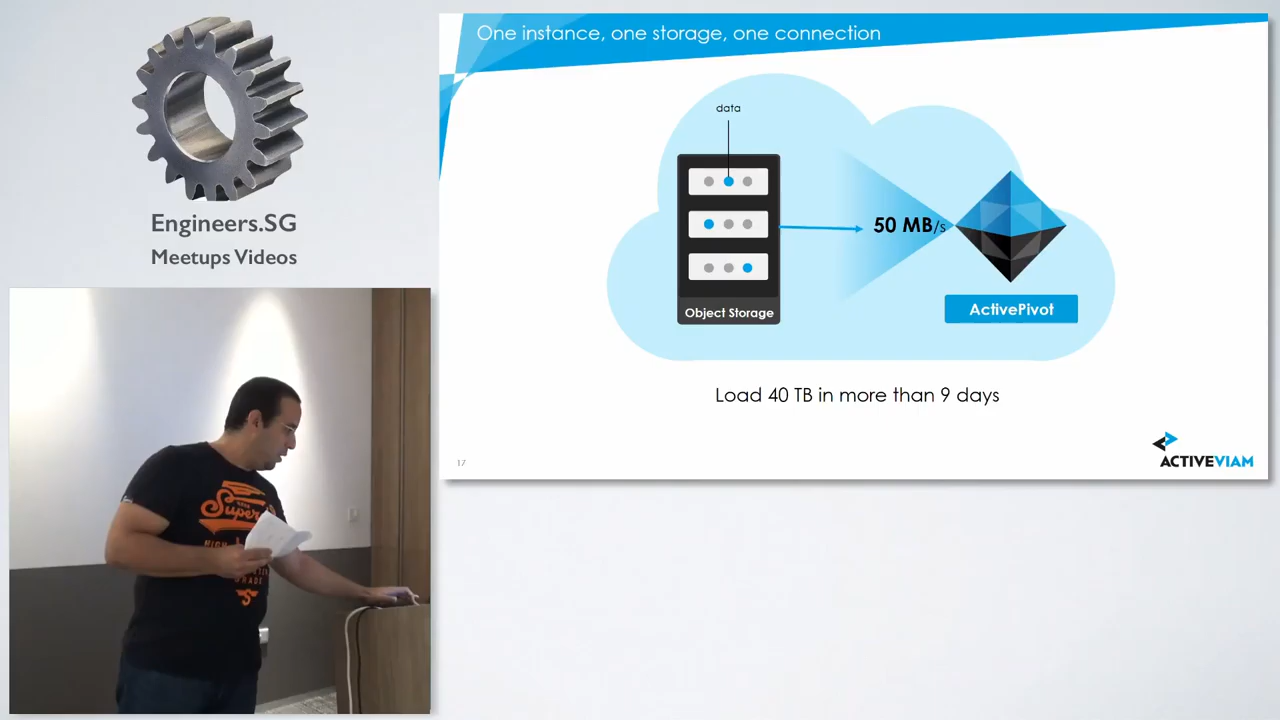 Engineers.SG
Meetups Videos
One instance, one storage, one connection
data
50 MB/s
Object Storage
ActivePivot
Load 40 TB in more than 9 days
17
ACTIVEVIAM
Super